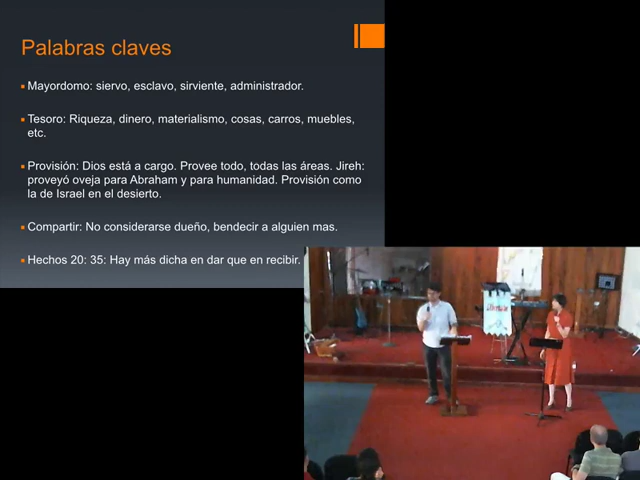 Palabras claves
Mayordomo: siervo, esclavo, sirviente, administrador.
Tesoro: Riqueza, dinero, materialismo, cosas, carros, muebles,
etc.
Provisión: Dios está a cargo. Provee todo, todas las áreas. Jireh:
proveyó oveja para Abraham y para humanidad. Provisión como
la de Israel en el desierto.
Compartir: No considerarse dueño, bendecir a alguien mas.
Hechos 20: 35: Hay más dicha en dar que en recibir.